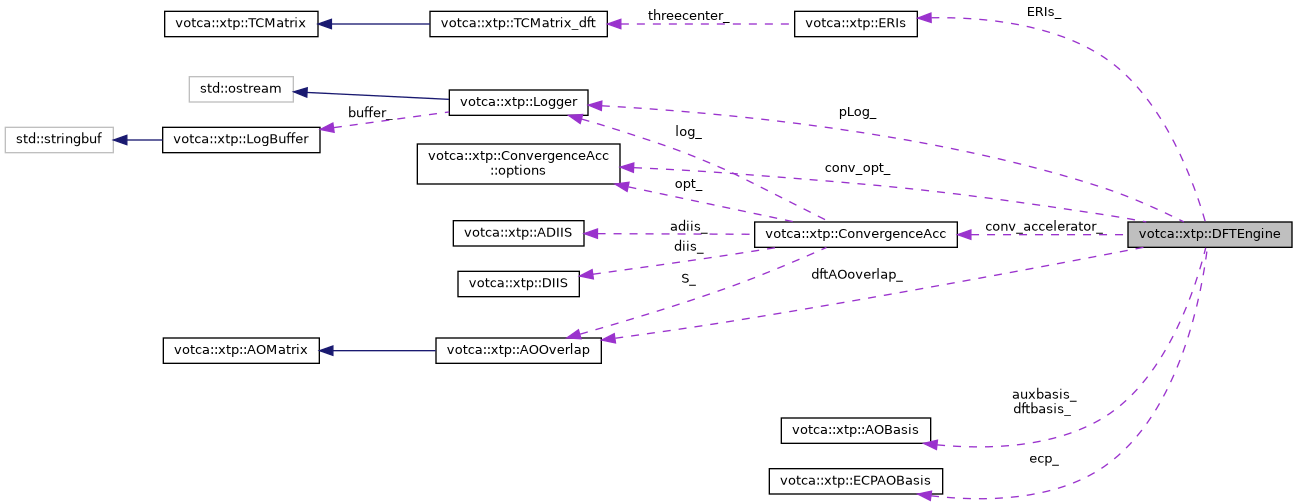 ERIs_
votca::xtp::TCMatrix
votca::xtp::TCMatrix_dft
threecenter_
votca::xtp::ERIs
std::ostream
votca::xtp::Logger
pLog_
buffer_
std::stringbuf
votca::xtp::LogBuffer
log_
votca::xtp::ConvergenceAcc
::options
conv_opt_
opt_
votca::xtp::ADIIS
adiis_
votca::xtp::ConvergenceAcc
conv_accelerator_
votca::xtp::DFTEngine
diis_
votca::xtp::DIIS
S_
dftAOoverlap_
votca::xtp::AOMatrix
votca::xtp::AOOverlap
auxbasis_
dftbasis_
votca::xtp::AOBasis
ecp_
votca::xtp::ECPAOBasis